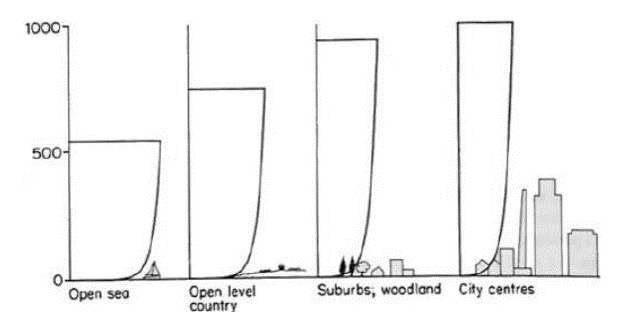 1000
500
0
Open sea
Open level
country
Suburbs; woodland
City centres